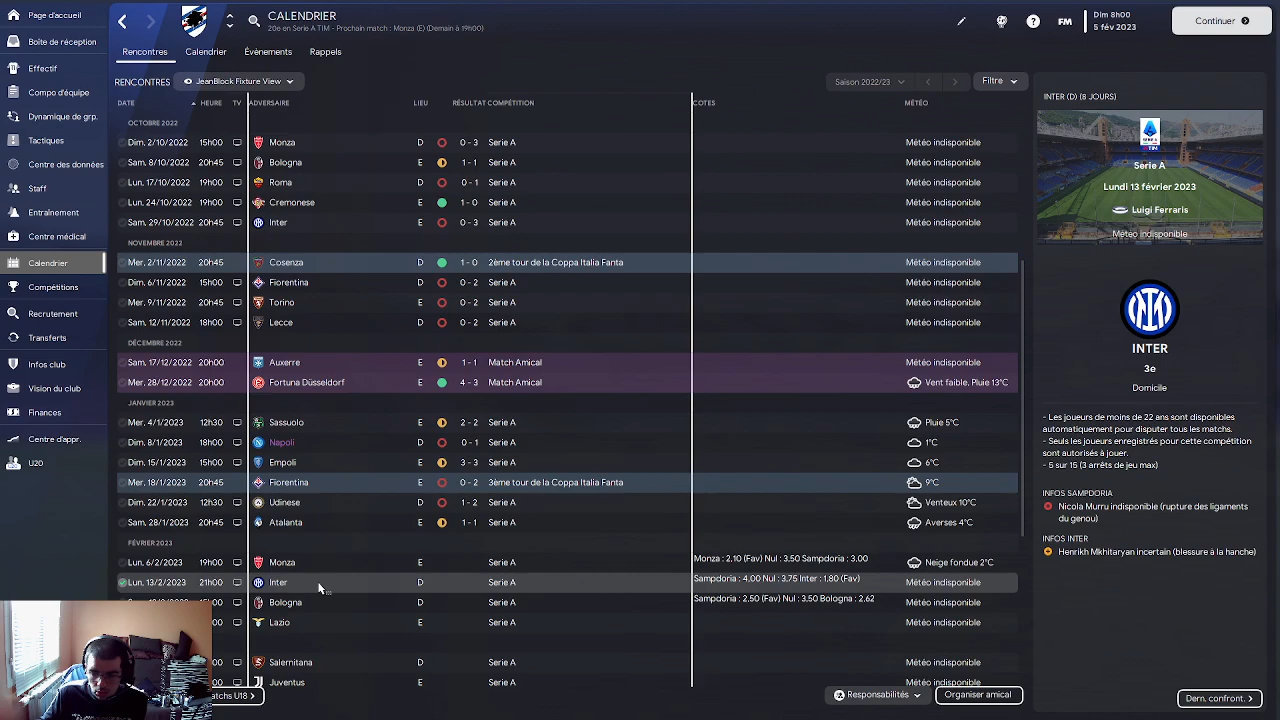 Accueil
Boîte de réception
Effectif
Compo d'équipe
Dynamique de grp.
Tactiques
Centre des données
Staff
Entraînement
Centre médical
Calendrier
Compétitions
Recrutement
Transferts
Infos club
Vision du club
Finances
Centre de dépt.
U20
CALENDRIER
20e en Serie A TIM - Prochain match : Monza (E) (Demain à 19h00)
FM
Dim 8h00
5 fév 2023
Continuer
Rencontres Calendrier Évènements Rappels
RENCONTRES JeanBlock Fixture View Saison 2022/23 Filtre
DATE HEURE TV ADVERSAIRE LIEU RÉSULTAT COMPÉTITION COTES MÉTÉO
OCTOBRE 2022
Dim. 2/10/2022 15h00 Monza D 0 - 3 Serie A Météo indisponible
Sam. 8/10/2022 20h45 Bologna E 1 - 1 Serie A Météo indisponible
Lun. 17/10/2022 19h00 Roma D 0 - 1 Serie A Météo indisponible
Lun. 24/10/2022 19h00 Cremonese E 1 - 0 Serie A Météo indisponible
Sam. 29/10/2022 20h45 Inter E 0 - 3 Serie A Météo indisponible
NOVEMBRE 2022
Mer. 2/11/2022 20h45 Cosenza D 1 - 0 2ème tour de la Coppa Italia Fanta Météo indisponible
Dim. 6/11/2022 15h00 Fiorentina D 0 - 2 Serie A Météo indisponible
Mer. 9/11/2022 20h45 Torino E 0 - 2 Serie A Météo indisponible
Sam. 12/11/2022 18h00 Lecce D 0 - 2 Serie A Météo indisponible
DÉCEMBRE 2022
Sam. 17/12/2022 20h00 Auxerre E 1 - 1 Match Amical Météo indisponible
Mer. 28/12/2022 20h00 Fortuna Düsseldorf E 4 - 3 Match Amical Vent faible, Pluie 13°C
JANVIER 2023
Mer. 4/1/2023 12h30 Sassuolo E 2 - 2 Serie A Pluie 5°C
Dim. 8/1/2023 18h00 Napoli D 0 - 1 Serie A 1°C
Dim. 15/1/2023 15h00 Empoli E 3 - 3 Serie A 6°C
Mer. 18/1/2023 20h45 Fiorentina E 0 - 2 3ème tour de la Coppa Italia Fanta 9°C
Dim. 22/1/2023 12h30 Udinese D 1 - 2 Serie A Venteux 10°C
Sam. 28/1/2023 20h45 Atalanta E 1 - 1 Serie A Averses 4°C
FÉVRIER 2023
Lun. 6/2/2023 19h00 Monza E Serie A Monza : 2.10 (Fav) Nul : 3,50 Sampdoria : 3,00 Neige fondue 2°C
Lun. 13/2/2023 21h00 Inter D Serie A Sampdoria : 4,00 Nul : 3,75 Inter : 1.80 (Fav) Météo indisponible
Bologna D Serie A Sampdoria : 2,50 (Fav) Nul : 3,50 Bologna : 2.62 Météo indisponible
Lazio D Serie A Météo indisponible
Salernitana D Serie A Météo indisponible
Juventus D Serie A Météo indisponible
Responsabilités Organiser amical
INTER (D) (8 JOURS)
Serie A
Lundi 13 février 2023
Luigi Ferraris
Météo indisponible
INTER
3e
Domicile
- Les joueurs de moins de 22 ans sont disponibles
automatiquement pour disputer tous les matchs.
- Seuls les joueurs enregistrés pour cette compétition
sont autorisés à jouer.
- 5 sur 15 (3 arrêts de jeu max)
INFOS SAMPDORIA
Nicola Murru indisponible (rupture des ligaments
du genou)
INFOS INTER
Henrikh Mkhitaryan incertain (blessure à la hanche)
Dern. confront.